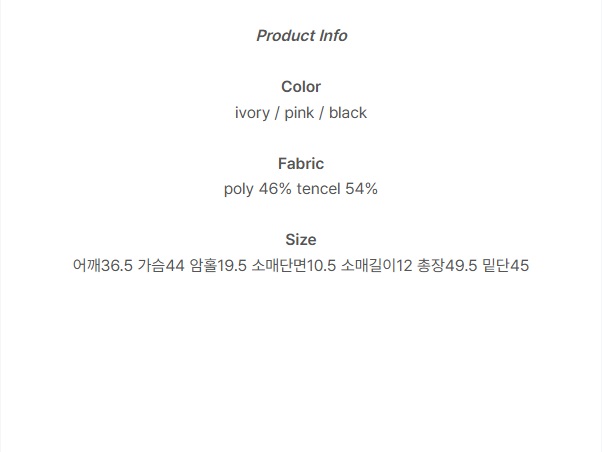 Product Info
Color
ivory / pink / black
Fabric
poly 46% tencel 54%
Size
어깨36.5 가슴44 암홀19.5 소매단면10.5 소매길이12 총장49.5 밑단45